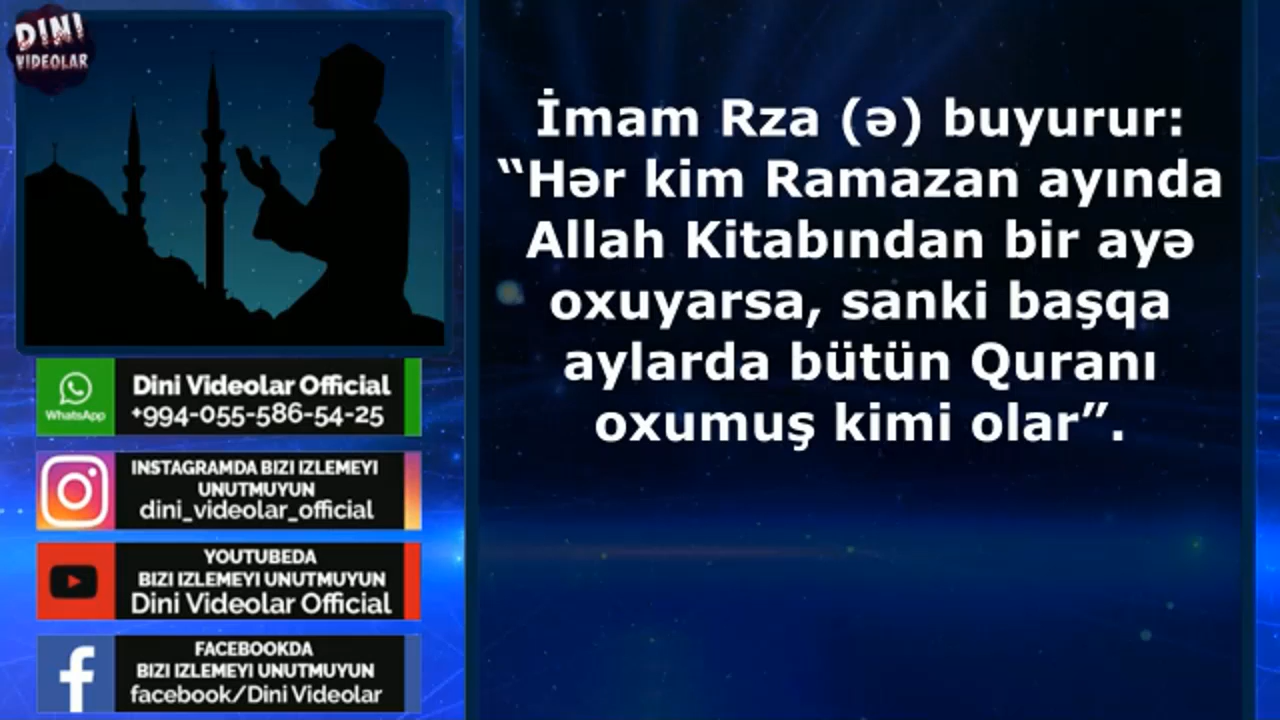 DINI
VIDEOLAR
İmam Rza (ə) buyurur:
“Hər kim Ramazan ayında
Allah Kitabından bir ayə
oxuyarsa, sanki başqa
aylarda bütün Quranı
oxumuş kimi olar”.
WhatsApp
Dini Videolar Official
+994-055-586-54-25
INSTAGRAMDA BIZI IZLEMEYI
UNUTMUYUN
dini_videolar_official
YOUTUBEDA
BIZI IZLEMEYI UNUTMUYUN
Dini Videolar Official
FACEBOOKDA
BIZI IZLEMEYI UNUTMUYUN
facebook/Dini Videolar